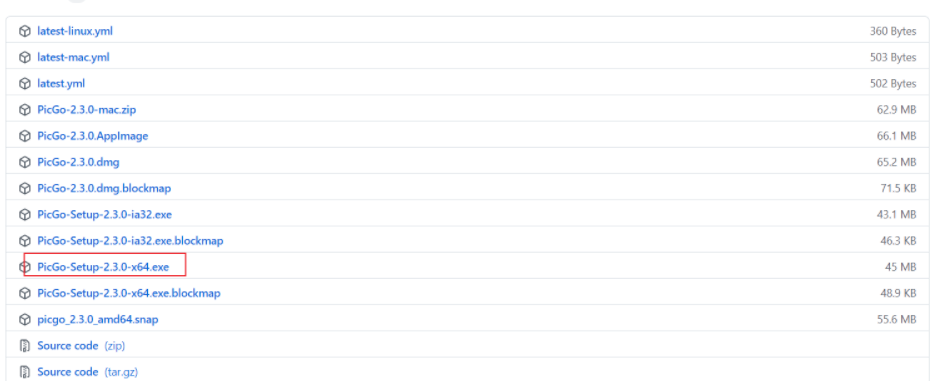 latest-linux.yml 360 Bytes
latest-mac.yml 503 Bytes
latest.yml 502 Bytes
PicGo-2.3.0-mac.zip 62.9 MB
PicGo-2.3.0.AppImage 66.1 MB
PicGo-2.3.0.dmg 65.2 MB
PicGo-2.3.0.dmg.blockmap 71.5 KB
PicGo-Setup-2.3.0-ia32.exe 43.1 MB
PicGo-Setup-2.3.0-ia32.exe.blockmap 46.3 KB
PicGo-Setup-2.3.0-x64.exe 45 MB
PicGo-Setup-2.3.0-x64.exe.blockmap 48.9 KB
picgo_2.3.0_amd64.snap 55.6 MB
Source code (zip)
Source code (tar.gz)